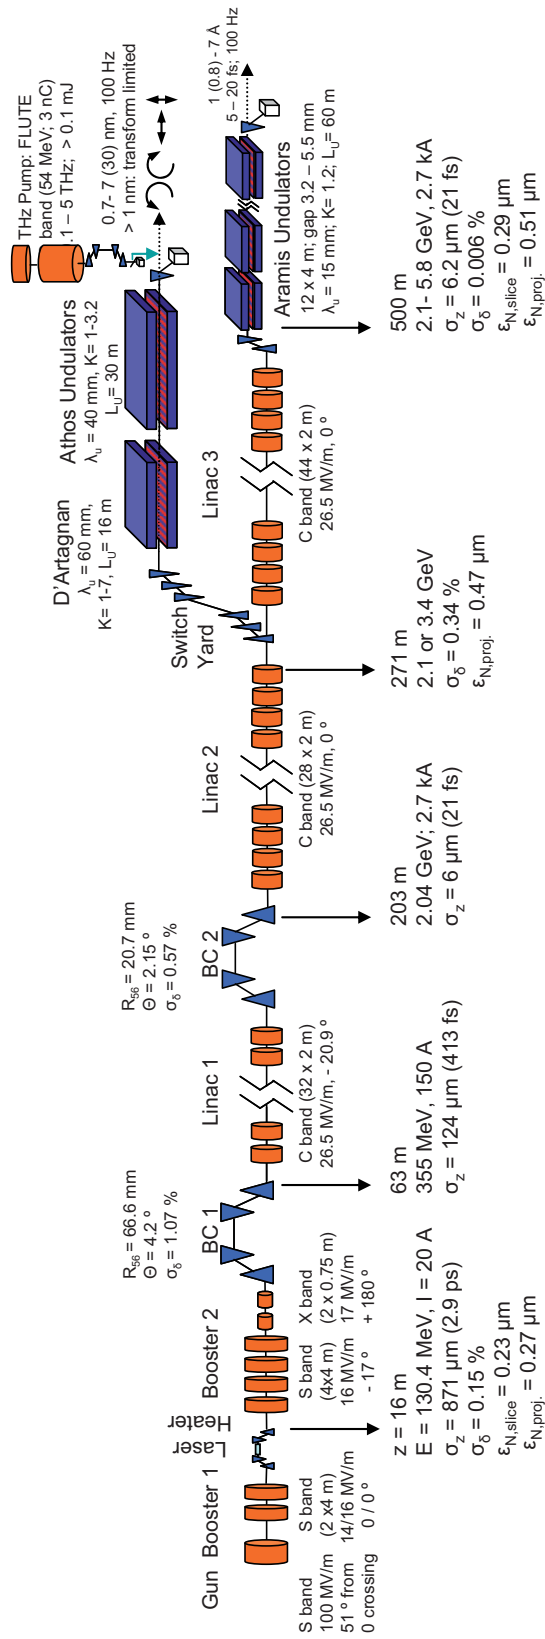 THz Pump: FLUTE
band (54 MeV; 3 nC)
.1 – 5 THz; > 0.1 mJ
0.7- 7 (30) nm, 100 Hz
> 1 nm: transform limited
1 (0.8) - 7 Å
5 – 20 fs; 100 Hz
Athos Undulators
λu = 40 mm, K= 1-3.2
LU= 30 m
D'Artagnan
λu = 60 mm,
K= 1-7, LU= 16 m
Aramis Undulators
12 x 4 m; gap 3.2 – 5.5 mm
λu = 15 mm; K= 1.2; LU= 60 m
Switch
Yard
R56 = 66.6 mm
Θ = 4.2 º
σδ = 1.07 %
R56 = 20.7 mm
Θ = 2.15 º
σδ = 0.57 %
Gun
Booster 1
Laser
Heater
Booster 2
BC 1
Linac 1
BC 2
Linac 2
Linac 3
S band
100 MV/m
51 º from
0 crossing
S band
(2 x4 m)
14/16 MV/m
0 / 0 º
S band
(4x4 m)
16 MV/m
- 17 º
X band
(2 x 0.75 m)
17 MV/m
+ 180 º
C band (32 x 2 m)
26.5 MV/m, - 20.9 º
C band (28 x 2 m)
26.5 MV/m, 0 º
C band (44 x 2 m)
26.5 MV/m, 0 º
z = 16 m
E = 130.4 MeV, I = 20 A
σz = 871 µm (2.9 ps)
σδ = 0.15 %
εN,slice = 0.23 µm
εN,proj. = 0.27 µm
63 m
355 MeV, 150 A
σz = 124 µm (413 fs)
203 m
2.04 GeV; 2.7 kA
σz = 6 µm (21 fs)
271 m
2.1 or 3.4 GeV
σδ = 0.34 %
εN,proj. = 0.47 µm
500 m
2.1- 5.8 GeV, 2.7 kA
σz = 6.2 µm (21 fs)
σδ = 0.006 %
εN,slice = 0.29 µm
εN,proj. = 0.51 µm